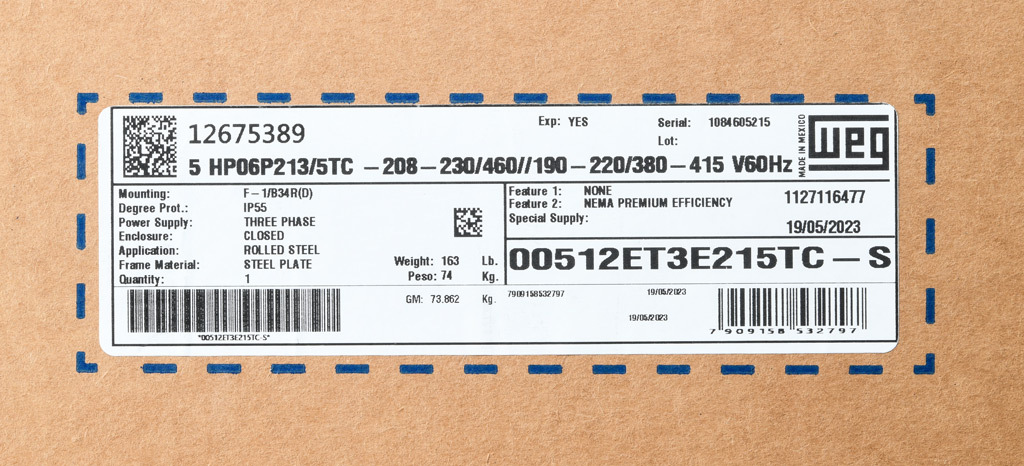 12675389
Exp: YES
Serial: 1084605215
Lot:
MADE IN MEXICO
weg
5 HP06P213/5TC -208-230/460//190-220/380-415 V60Hz
Mounting: F-1/B34R(D)
Degree Prot.: IP55
Power Supply: THREE PHASE
Enclosure: CLOSED
Application: ROLLED STEEL
Frame Material: STEEL PLATE
Quantity: 1
Weight: 163 Lb.
Peso: 74 Kg.
Feature 1: NONE
Feature 2: NEMA PREMIUM EFFICIENCY
Special Supply:
1127116477
19/05/2023
00512ET3E215TC-S
*00512ET3E215TC-S*
GM: 73.862 Kg.
7909158532797
19/05/2023
19/05/2023
7 909158 532797